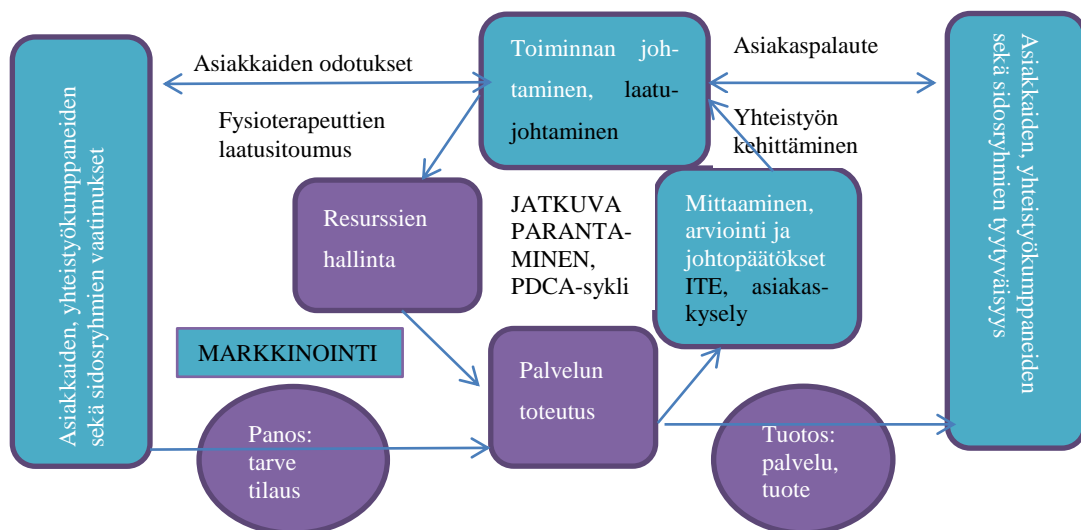 Asiakkaiden, yhteistyökumppaneiden
sekä sidosryhmien vaatimukset
Asiakkaiden odotukset
Fysioterapeuttien
laatusitoumus
Toiminnan joh-
taminen, laatu-
johtaminen
Asiakaspalaute
Yhteistyön
kehittäminen
Asiakkaiden, yhteistyökumppaneiden
sekä sidosryhmien tyytyväisyys
Resurssien
hallinta
JATKUVA
PARANTA-
MINEN,
PDCA-sykli
Mittaaminen,
arviointi ja
johtopäätökset
ITE, asiakas-
kysely
MARKKINOINTI
Palvelun
toteutus
Panos:
tarve
tilaus
Tuotos:
palvelu,
tuote